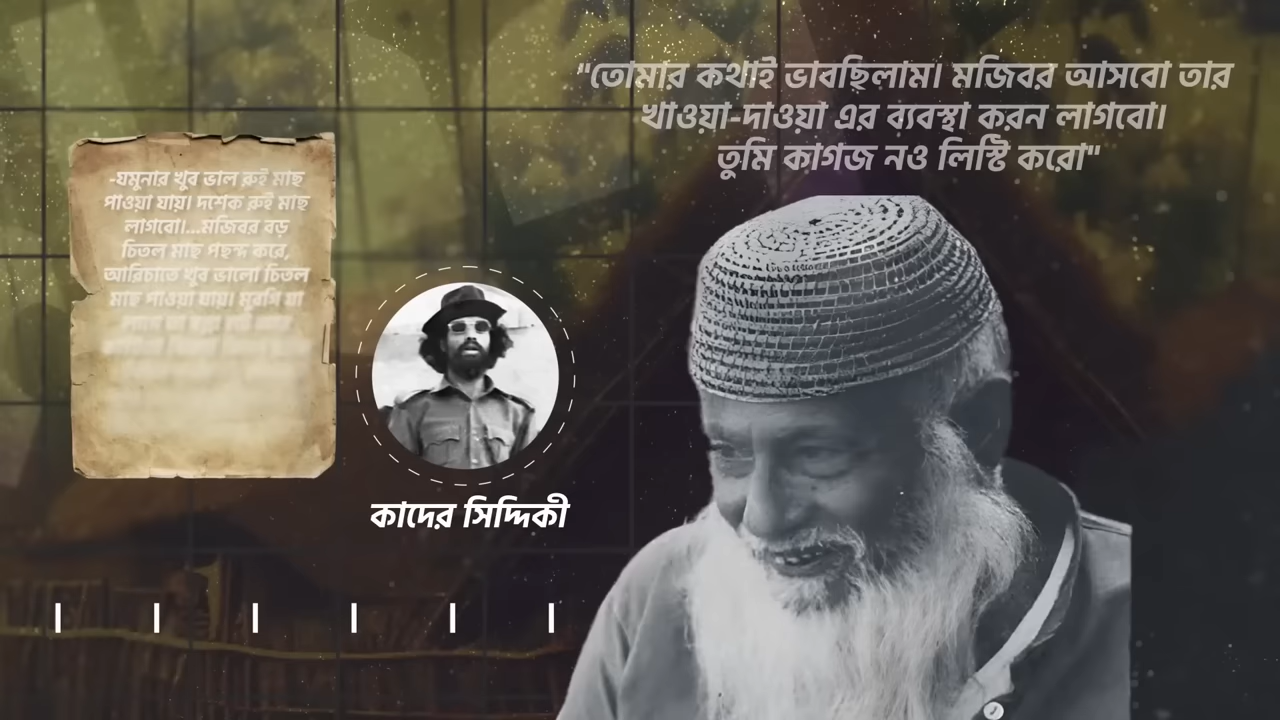 "তোমার কথাই ভাবছিলাম। মজিবর আসবো তার
খাওয়া-দাওয়া এর ব্যবস্থা করন লাগবো।
তুমি কাগজ নও লিস্টি করো"
-যমুনার খুব ভাল রুই মাছ
পাওয়া যায়। দশেক রুই মাছ
লাগবো।...মজিবর বড়
চিতল মাছ পছন্দ করে,
আরিচাতে খুব ভালো চিতল
মাছ পাওয়া যায়। মুরগি যা
কাদের সিদ্দিকী